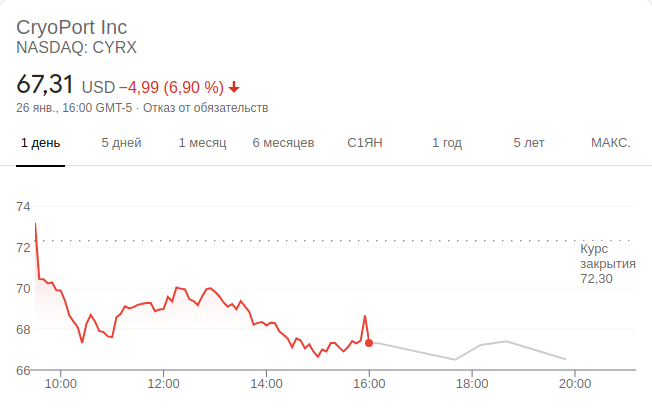 CryoPort Inc
NASDAQ: CYRX
67,31 USD −4,99 (6,90 %)
26 янв., 16:00 GMT-5 · Отказ от обязательств
1 день 5 дней 1 месяц 6 месяцев С1ЯН 1 год 5 лет МАКС.
74
72
70
68
66
Курс
закрытия
72,30
10:00 12:00 14:00 16:00 18:00 20:00